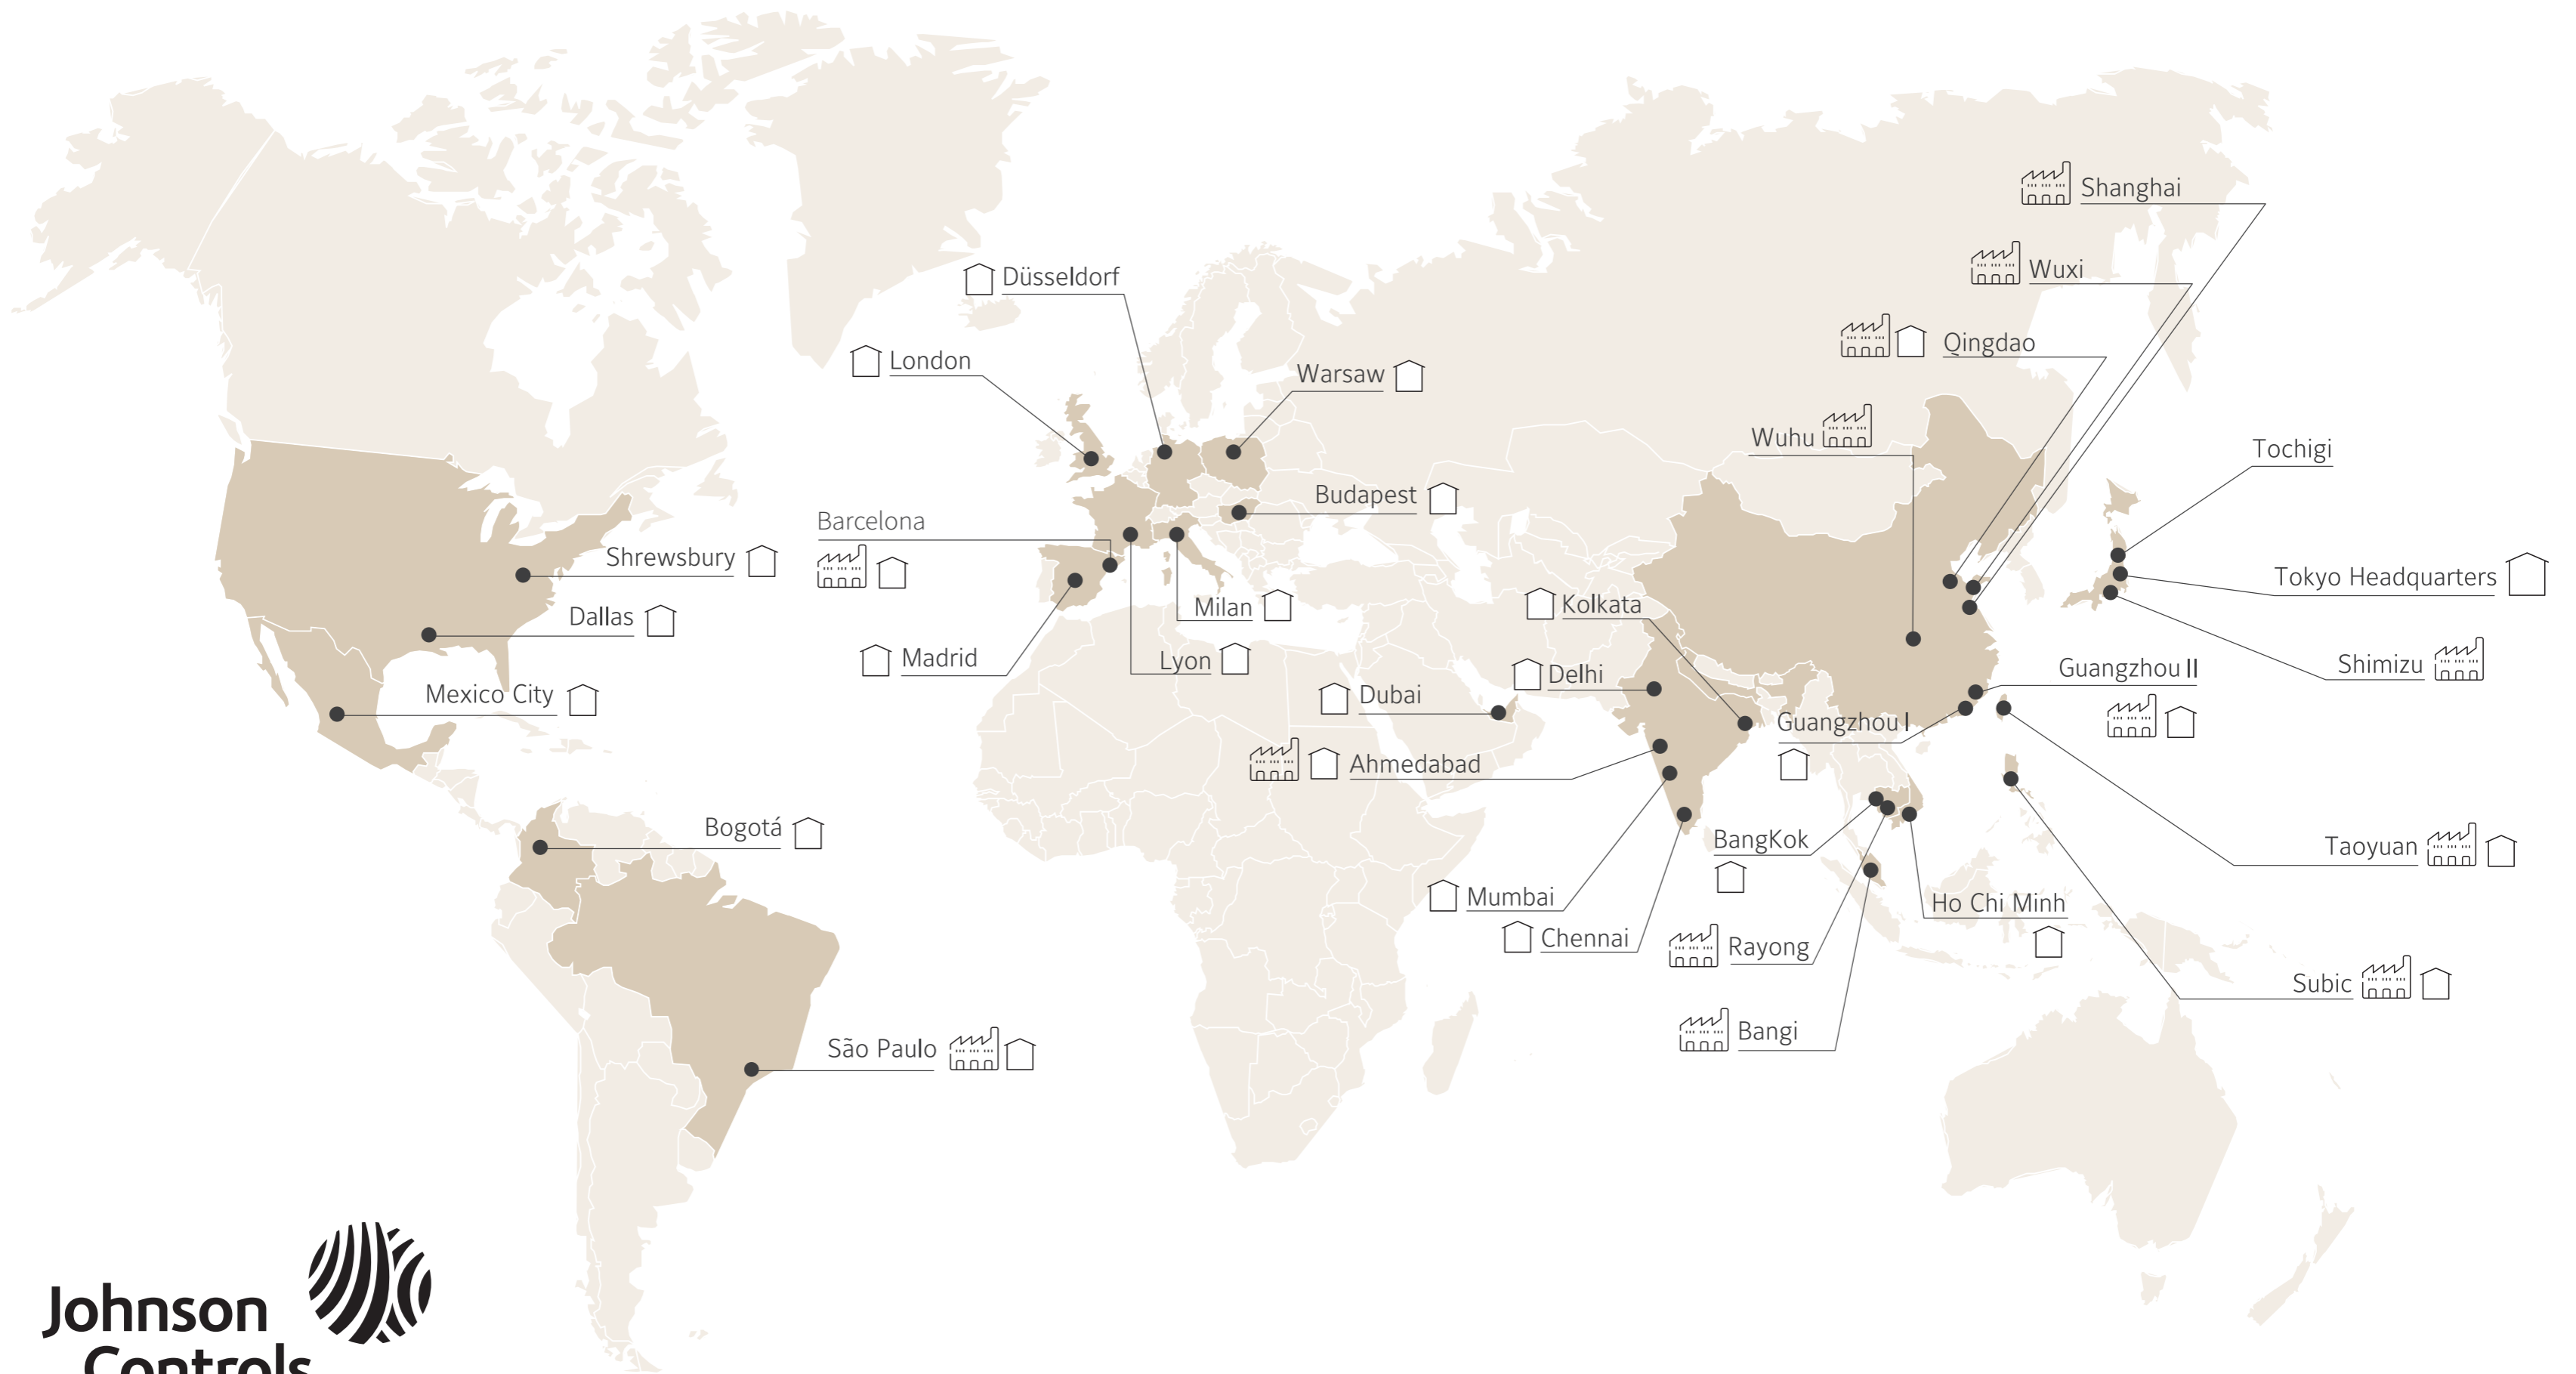 Shanghai
Wuxi
Düsseldorf
Qingdao
London
Warsaw
Wuhu
Tochigi
Budapest
Barcelona
Shrewsbury
Tokyo Headquarters
Milan
Kolkata
Dallas
Madrid
Lyon
Delhi
Shimizu
Guangzhou II
Mexico City
Dubai
Guangzhou I
Ahmedabad
Bogotá
BangKok
Taoyuan
Mumbai
Ho Chi Minh
Chennai
Rayong
Subic
Bangi
São Paulo
Johnson
Controls